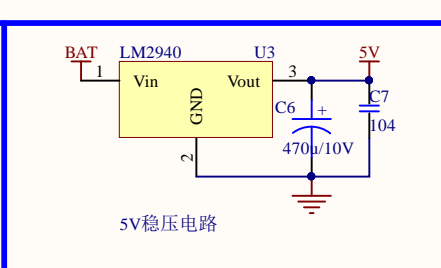 BAT
LM2940
U3
5V
1
Vin
Vout
3
GND
2
C6
+
470u/10V
C7
104
5V稳压电路